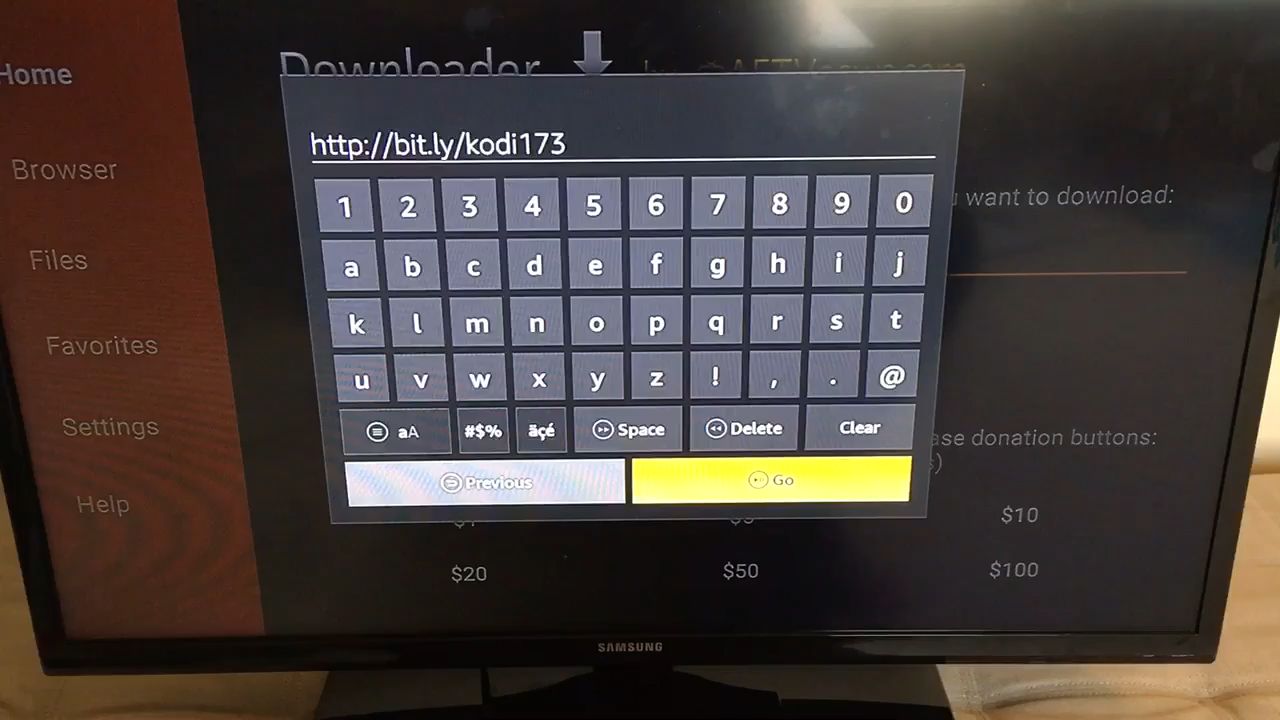 Home
Browser
Files
Favorites
Settings
Help
Downloader
want to download:
http://bit.ly/kodi173
1 2 3 4 5 6 7 8 9 0
a b c d e f g h i j
k l m n o p q r s t
u v w x y z ! , . @
aA #$% äçé Space Delete Clear
Previous Go
donation buttons:
$10
$20 $50 $100
SAMSUNG